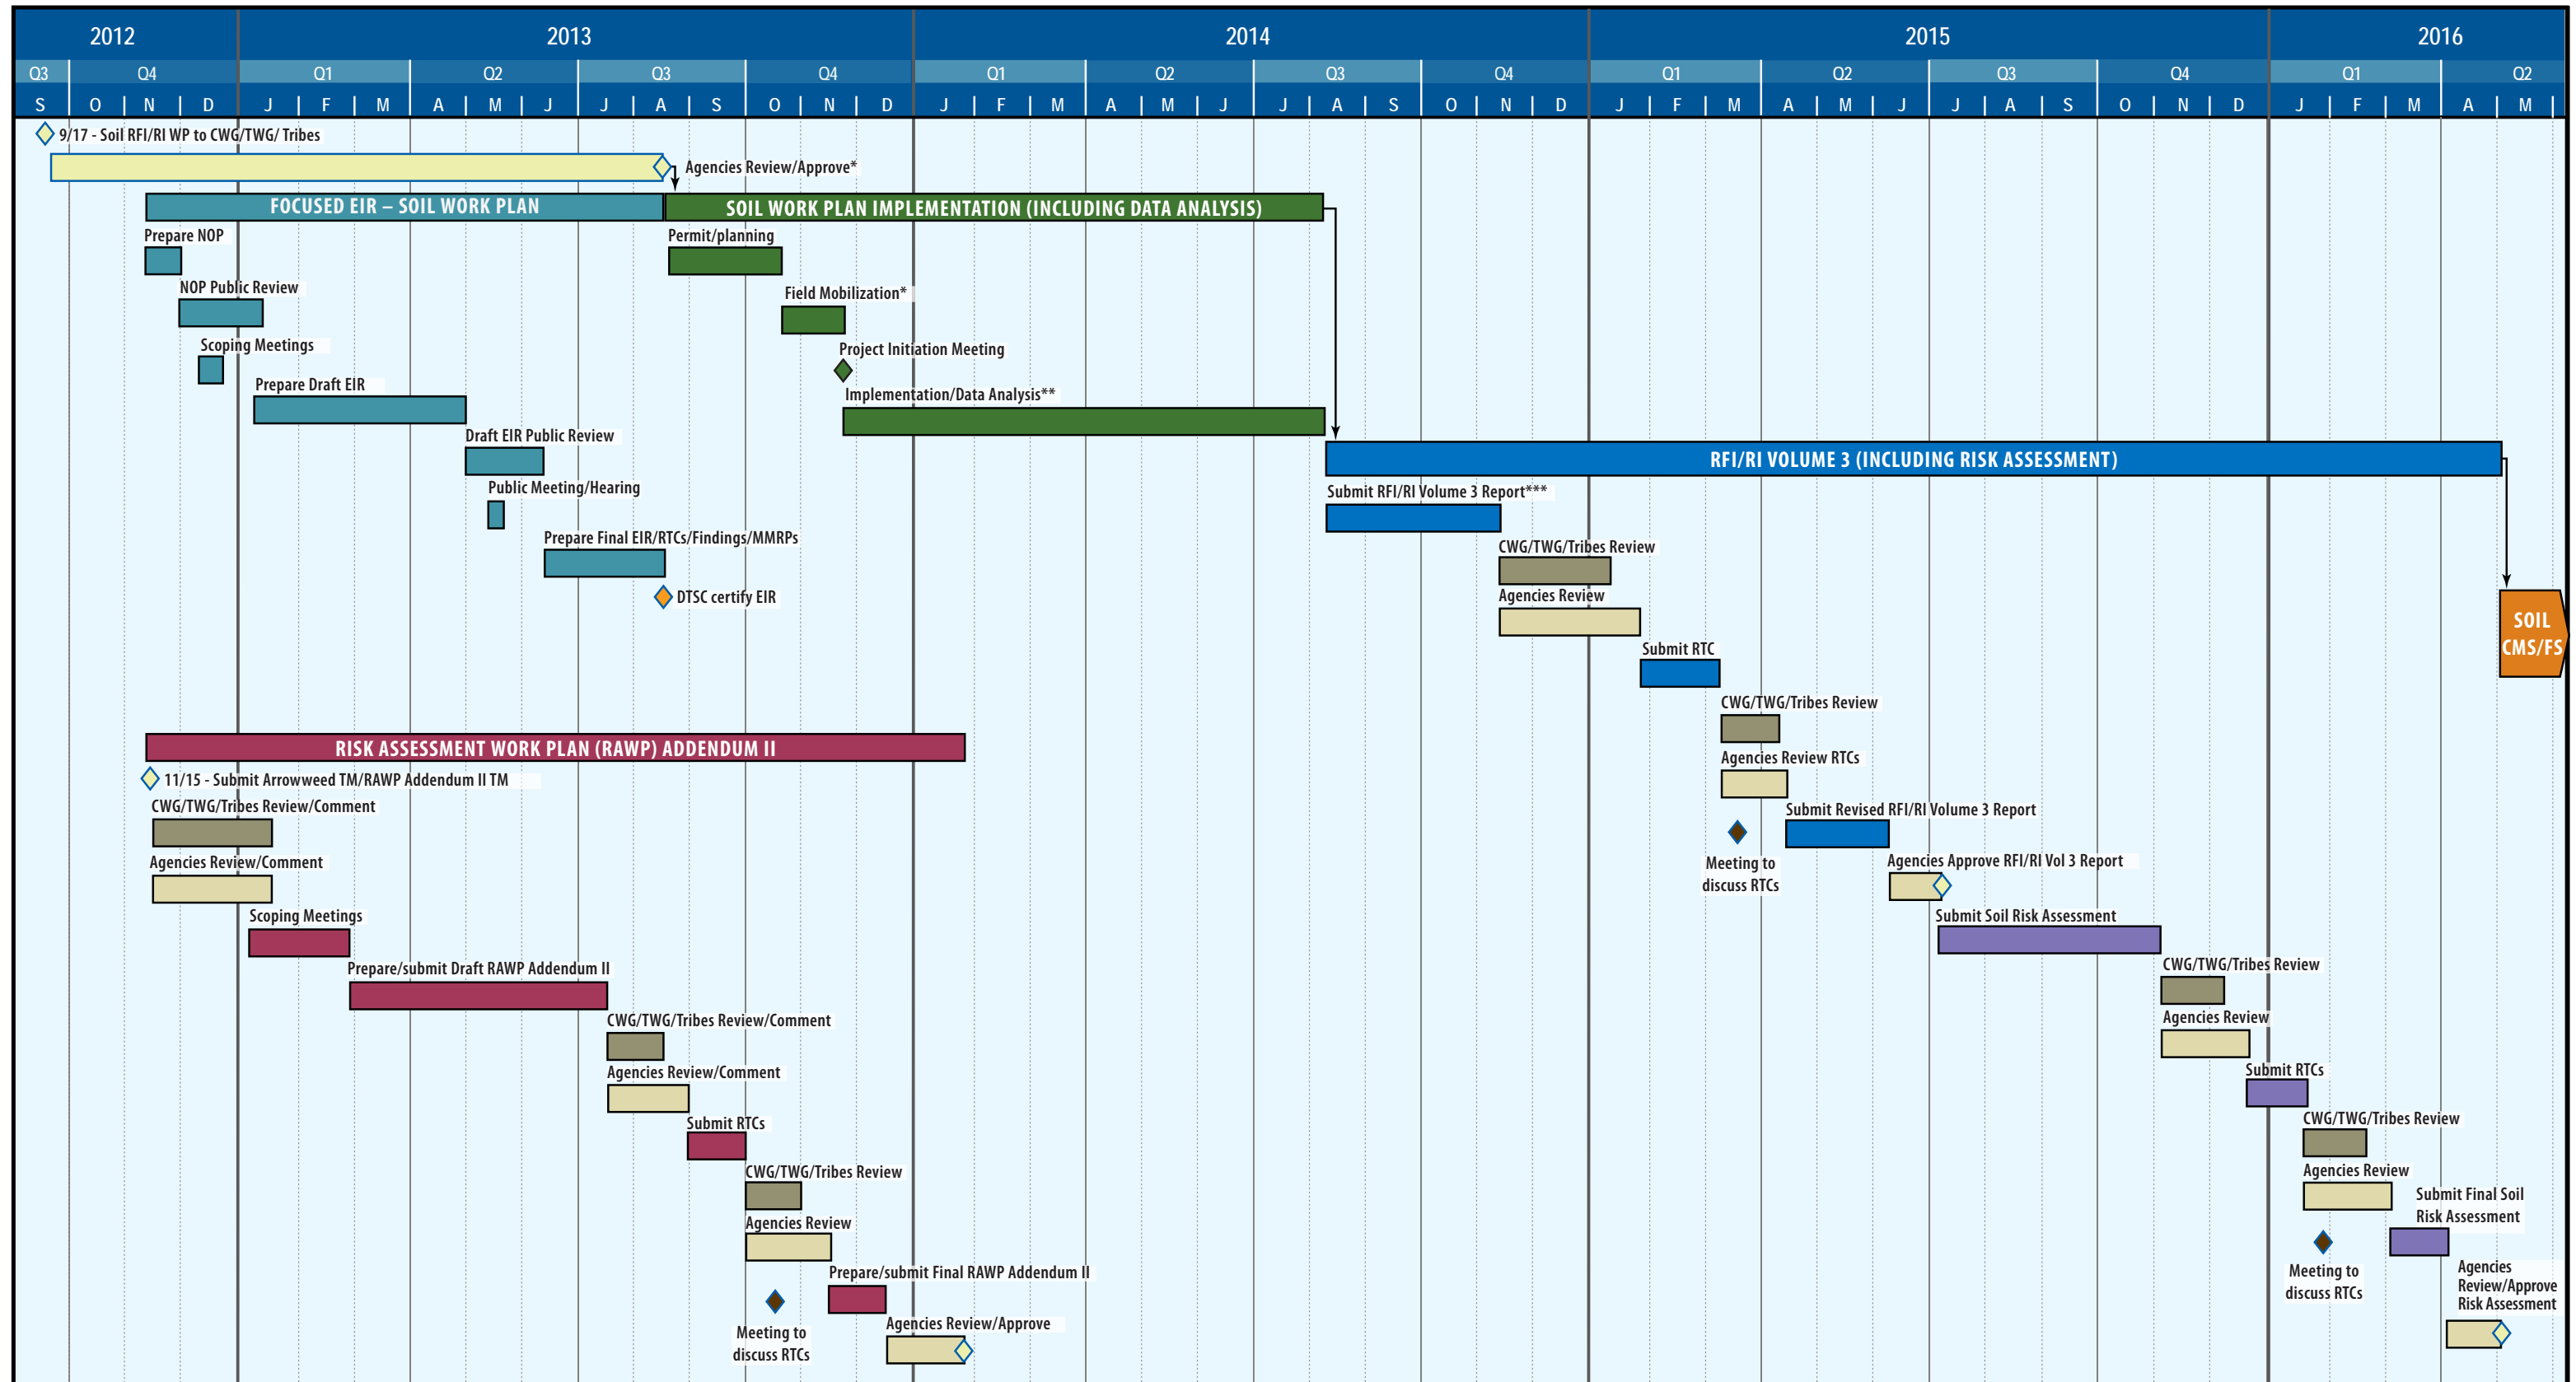 2012 2013 2014 2015 2016
Q3 Q4 Q1 Q2 Q3 Q4 Q1 Q2 Q3 Q4 Q1 Q2 Q3 Q4 Q1 Q2
S O N D J F M A M J J A S O N D J F M A M J J A S O N D J F M A M J J A S O N D J F M A M
9/17 - Soil RFI/RI WP to CWG/TWG/ Tribes
Agencies Review/Approve*
FOCUSED EIR – SOIL WORK PLAN
SOIL WORK PLAN IMPLEMENTATION (INCLUDING DATA ANALYSIS)
Prepare NOP
Permit/planning
NOP Public Review
Field Mobilization*
Scoping Meetings
Project Initiation Meeting
Prepare Draft EIR
Implementation/Data Analysis**
Draft EIR Public Review
RFI/RI VOLUME 3 (INCLUDING RISK ASSESSMENT)
Public Meeting/Hearing
Submit RFI/RI Volume 3 Report***
Prepare Final EIR/RTCs/Findings/MMRPs
CWG/TWG/Tribes Review
DTSC certify EIR
Agencies Review
SOIL
CMS/FS
Submit RTC
CWG/TWG/Tribes Review
RISK ASSESSMENT WORK PLAN (RAWP) ADDENDUM II
Agencies Review RTCs
11/15 - Submit Arrowweed TM/RAWP Addendum II TM
CWG/TWG/Tribes Review/Comment
Submit Revised RFI/RI Volume 3 Report
Meeting to
discuss RTCs
Agencies Review/Comment
Agencies Approve RFI/RI Vol 3 Report
Scoping Meetings
Submit Soil Risk Assessment
Prepare/submit Draft RAWP Addendum II
CWG/TWG/Tribes Review
CWG/TWG/Tribes Review/Comment
Agencies Review
Agencies Review/Comment
Submit RTCs
Submit RTCs
CWG/TWG/Tribes Review
CWG/TWG/Tribes Review
Agencies Review
Agencies Review
Submit Final Soil
Risk Assessment
Prepare/submit Final RAWP Addendum II
Meeting to
discuss RTCs
Agencies
Review/Approve
Risk Assessment
Agencies Review/Approve
Meeting to
discuss RTCs